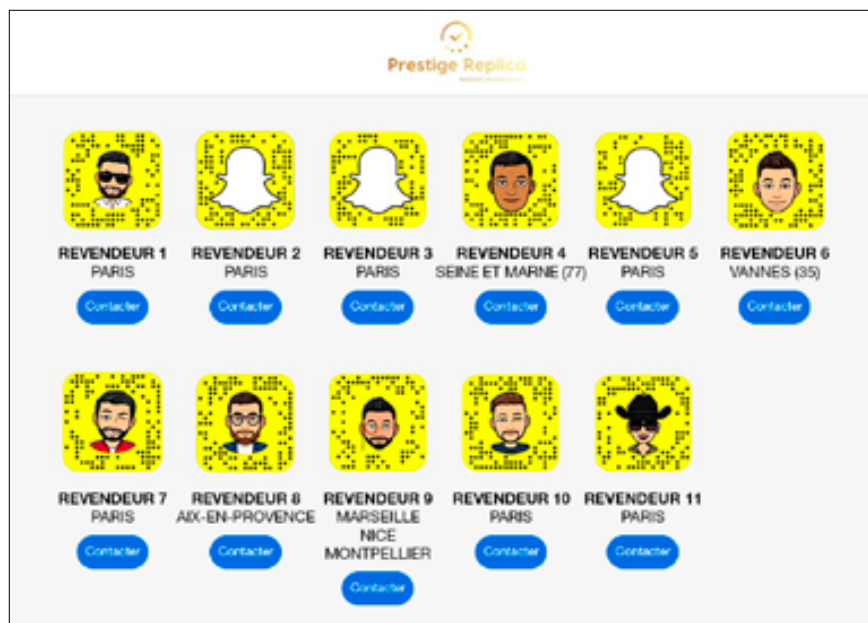 Prestige Replica
REVENDEUR 1
PARIS
Contacter
REVENDEUR 2
PARIS
Contacter
REVENDEUR 3
PARIS
Contacter
REVENDEUR 4
SEINE ET MARNE (77)
Contacter
REVENDEUR 5
PARIS
Contacter
REVENDEUR 6
VANNES (35)
Contacter
REVENDEUR 7
PARIS
Contacter
REVENDEUR 8
AIX-EN-PROVENCE
Contacter
REVENDEUR 9
MARSEILLE
NICE
MONTPELLIER
Contacter
REVENDEUR 10
PARIS
Contacter
REVENDEUR 11
PARIS
Contacter